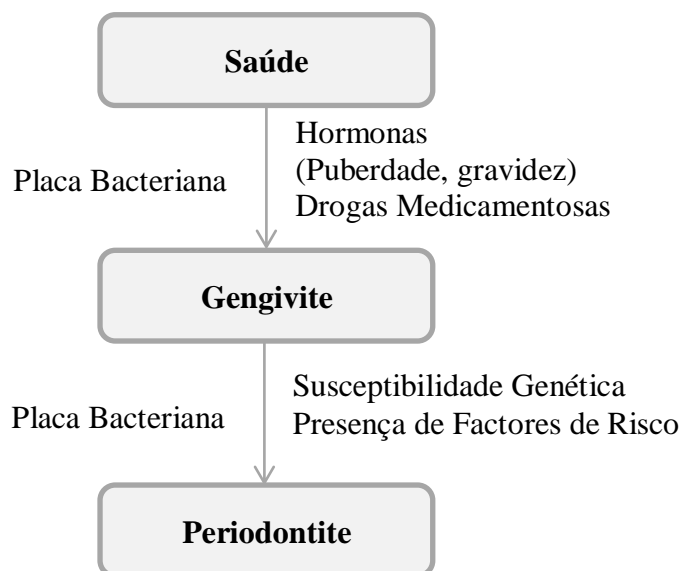 Saúde
Placa Bacteriana
Hormonas
(Puberdade, gravidez)
Drogas Medicamentosas
Gengivite
Placa Bacteriana
Susceptibilidade Genética
Presença de Factores de Risco
Periodontite